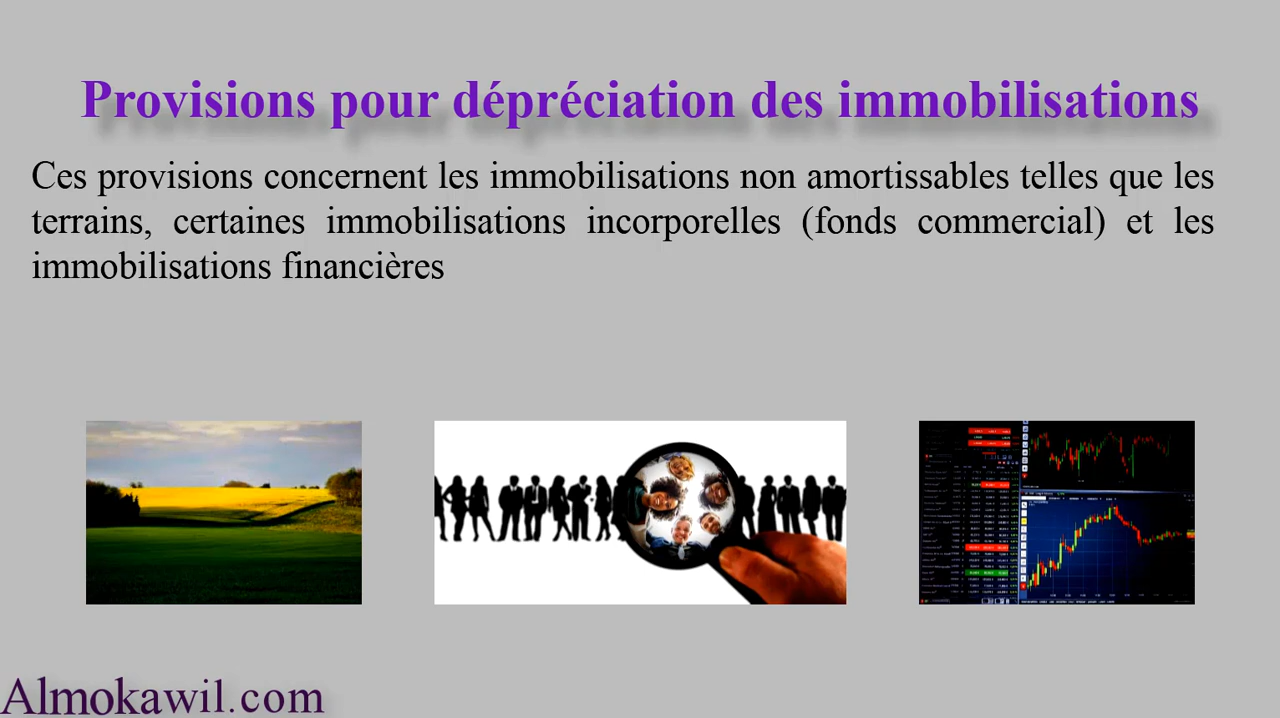 Provisions pour dépréciation des immobilisations
Ces provisions concernent les immobilisations non amortissables telles que les
terrains, certaines immobilisations incorporelles (fonds commercial) et les
immobilisations financières
Almokawil.com